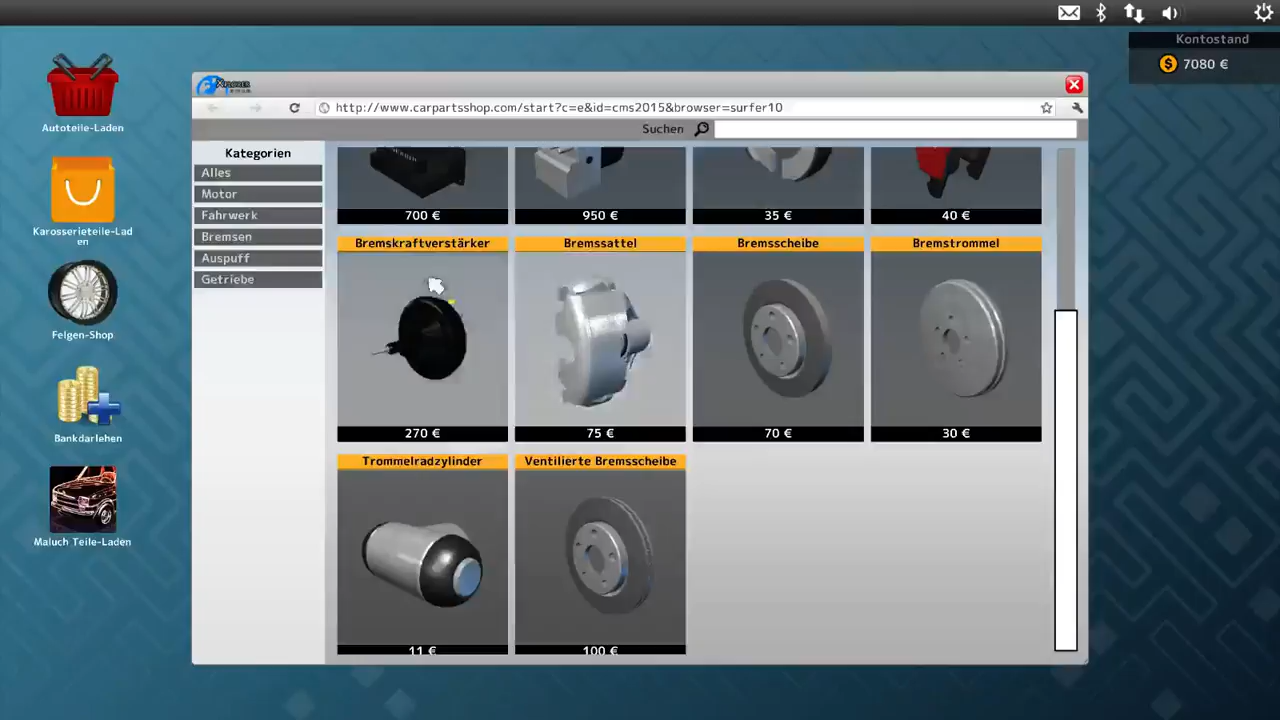 Kontostand
7080 €
Autoteile-Laden
Karosserieteile-Lad
en
Felgen-Shop
Bankdarlehen
Maluch Teile-Laden
http://www.carpartsshop.com/start?c=e&id=cms2015&browser=surfer10
Suchen
Kategorien
Alles
Motor
Fahrwerk
Bremsen
Auspuff
Getriebe
700 €
950 €
35 €
40 €
Bremskraftverstärker
Bremssattel
Bremsscheibe
Bremstrommel
270 €
75 €
70 €
30 €
Trommelradzylinder
Ventilierte Bremsscheibe
11 €
100 €